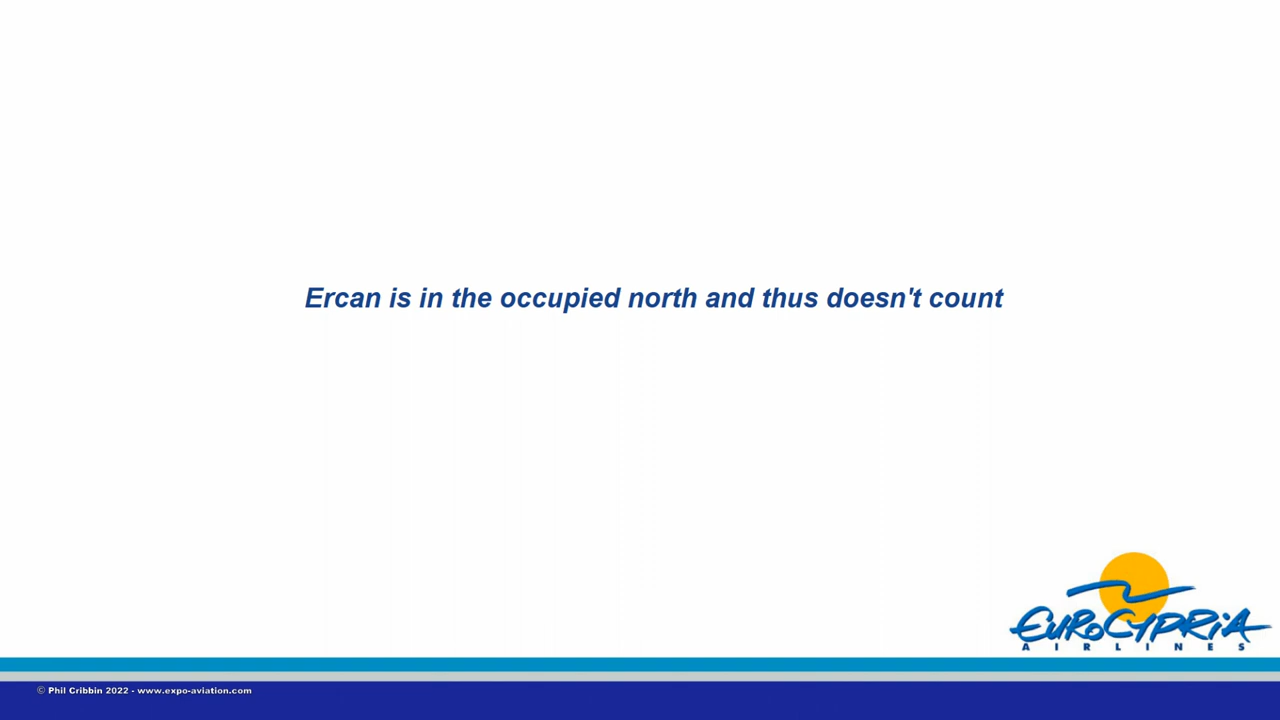 Ercan is in the occupied north and thus doesn't count
EUROCYPRIA
AIRLINES
© Phil Cribbin 2022 - www.expo-aviation.com